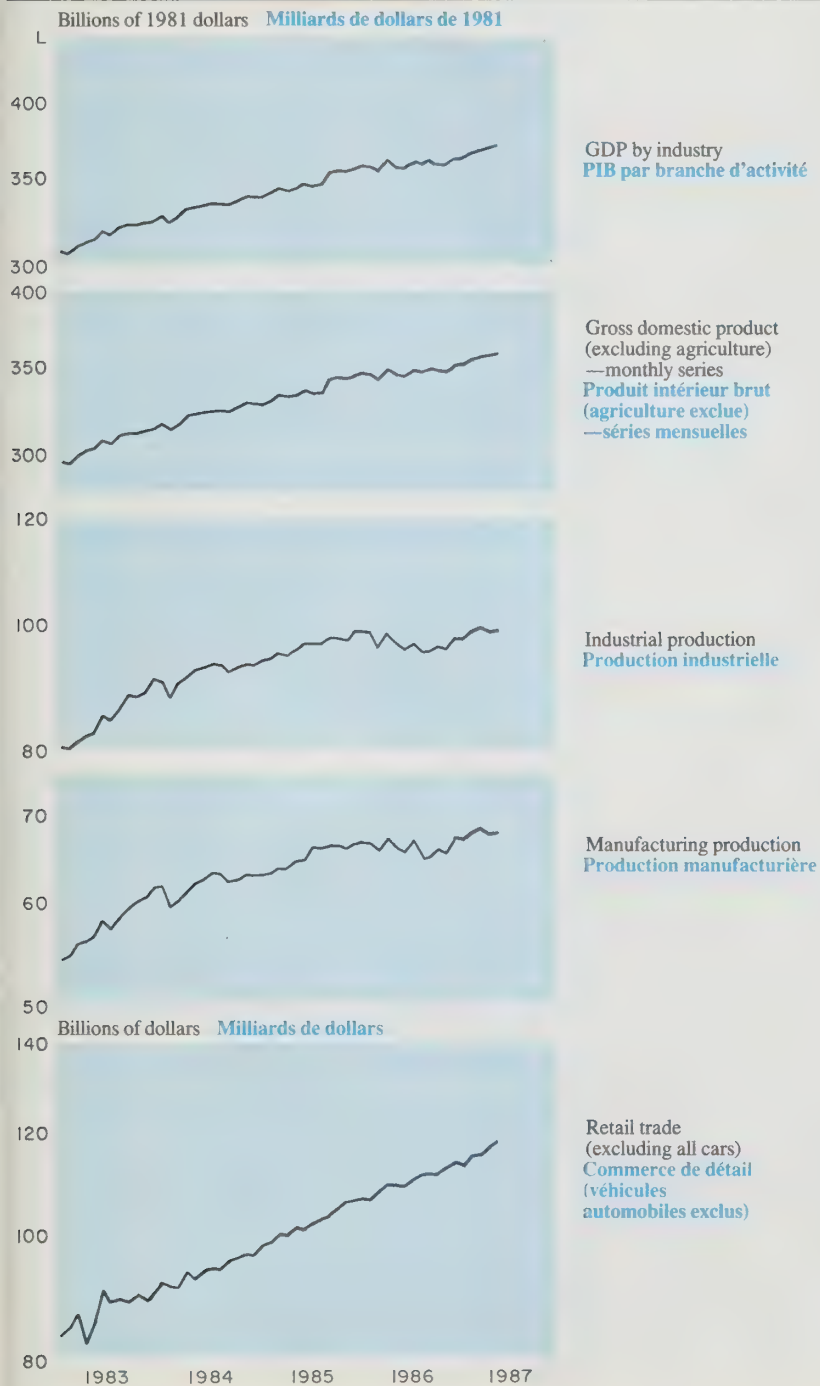 Billions of 1981 dollars Milliards de dollars de 1981
L
400
350
300
GDP by industry
PIB par branche d'activité
400
350
300
Gross domestic product
(excluding agriculture)
—monthly series
Produit intérieur brut
(agriculture exclue)
—séries mensuelles
120
100
80
Industrial production
Production industrielle
70
60
50
Manufacturing production
Production manufacturière
Billions of dollars Milliards de dollars
140
120
100
80
Retail trade
(excluding all cars)
Commerce de détail
(véhicules
automobiles exclus)
1983 1984 1985 1986 1987